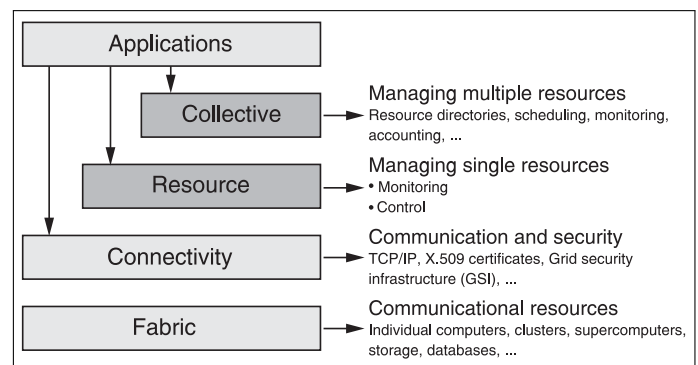 Applications
Collective
Managing multiple resources
Resource directories, scheduling, monitoring,
accounting, ...
Resource
Managing single resources
• Monitoring
• Control
Connectivity
Communication and security
TCP/IP, X.509 certificates, Grid security
infrastructure (GSI), ...
Fabric
Communicational resources
Individual computers, clusters, supercomputers,
storage, databases, ...